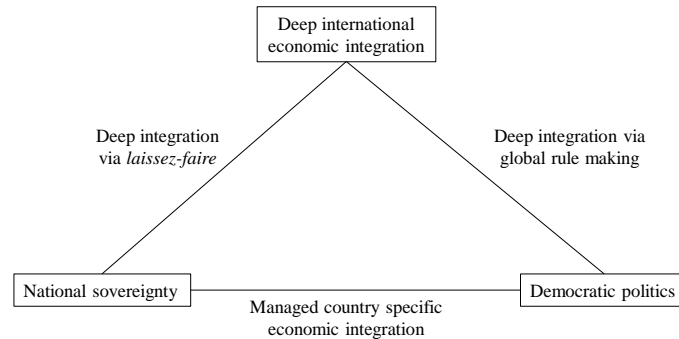 Deep international
economic integration
Deep integration
via laissez-faire
Deep integration via
global rule making
National sovereignty
Democratic politics
Managed country specific
economic integration